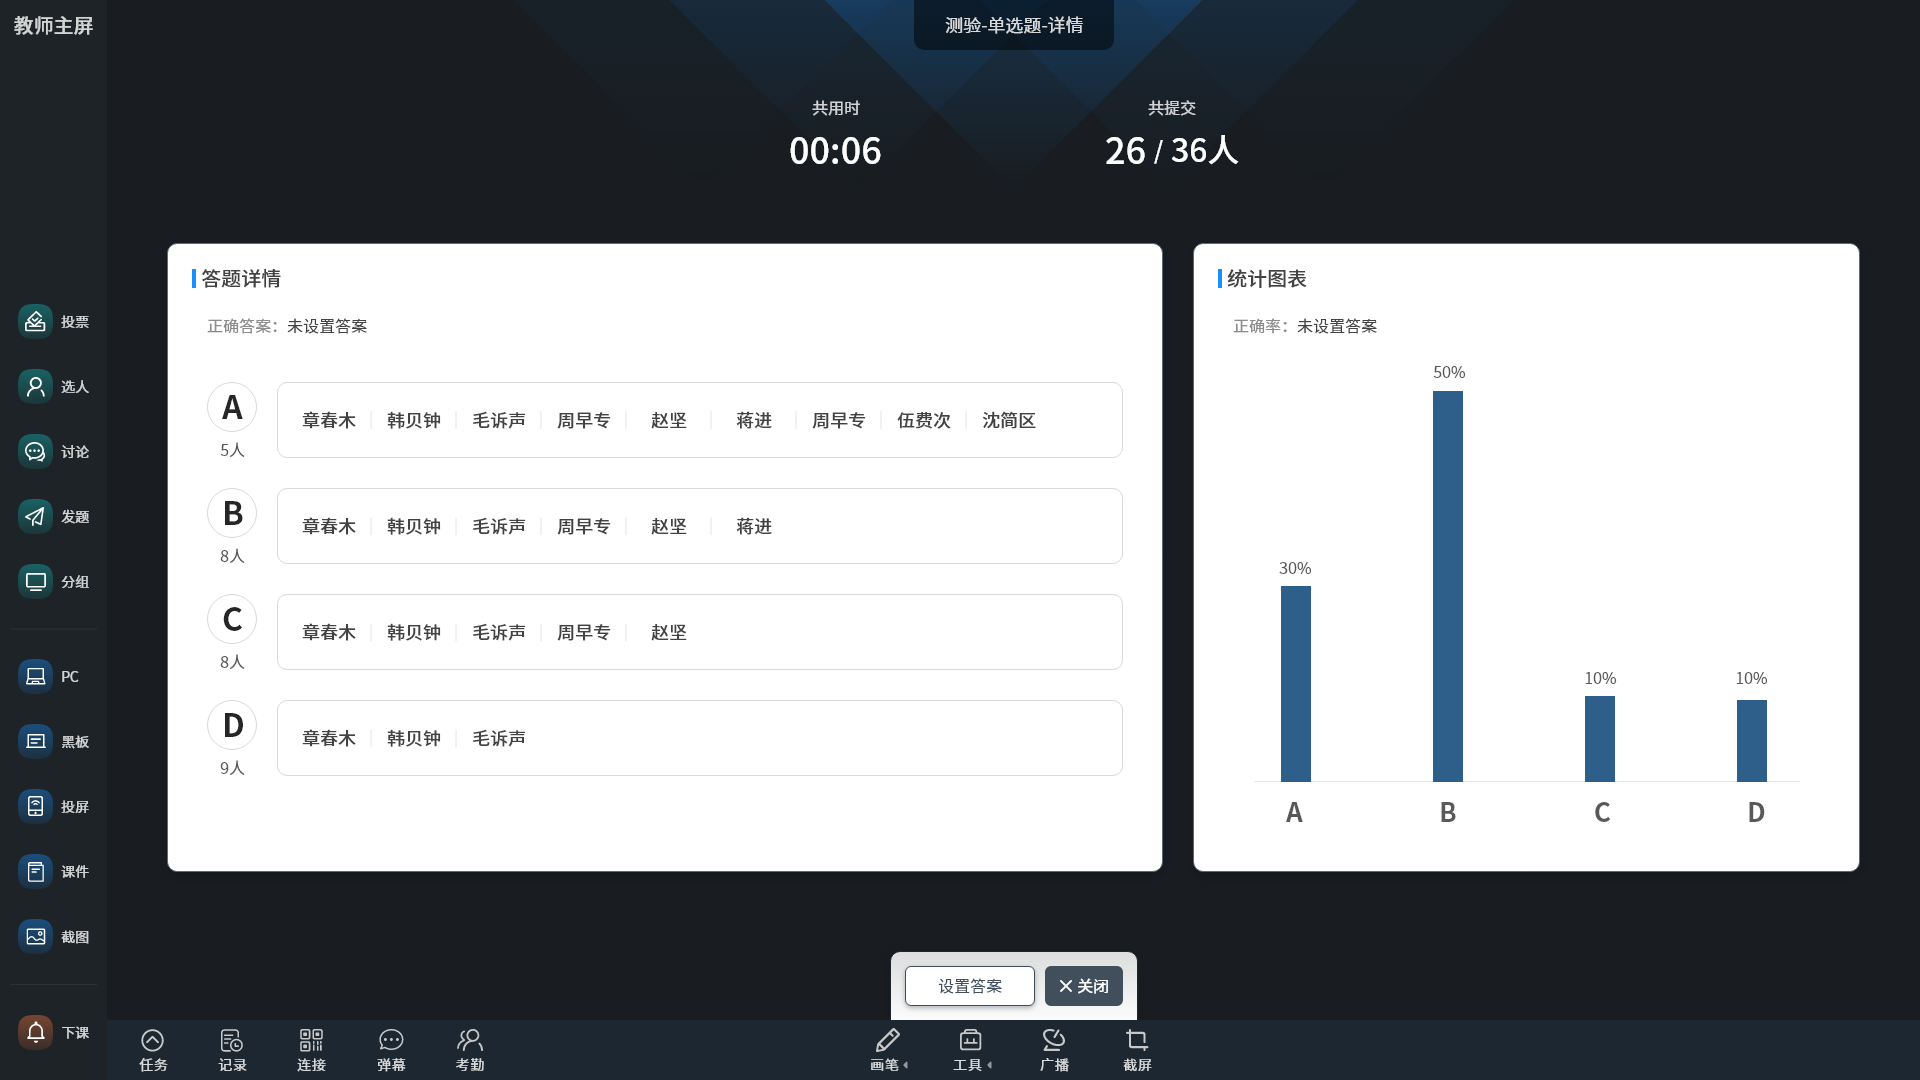 教师主屏
测验-单选题-详情
共用时
00:06
共提交
26 / 36人
投票
选人
讨论
发题
分组
PC
黑板
投屏
课件
截图
下课
答题详情
正确答案：未设置答案
A
5人
章春木 韩贝钟 毛诉声 周早专 赵坚 蒋进 周早专 伍费次 沈简区
B
8人
章春木 韩贝钟 毛诉声 周早专 赵坚 蒋进
C
8人
章春木 韩贝钟 毛诉声 周早专 赵坚
D
9人
章春木 韩贝钟 毛诉声
统计图表
正确率：未设置答案
50%
30%
10%
10%
A B C D
设置答案
关闭
任务
记录
连接
弹幕
考勤
画笔
工具
广播
截屏